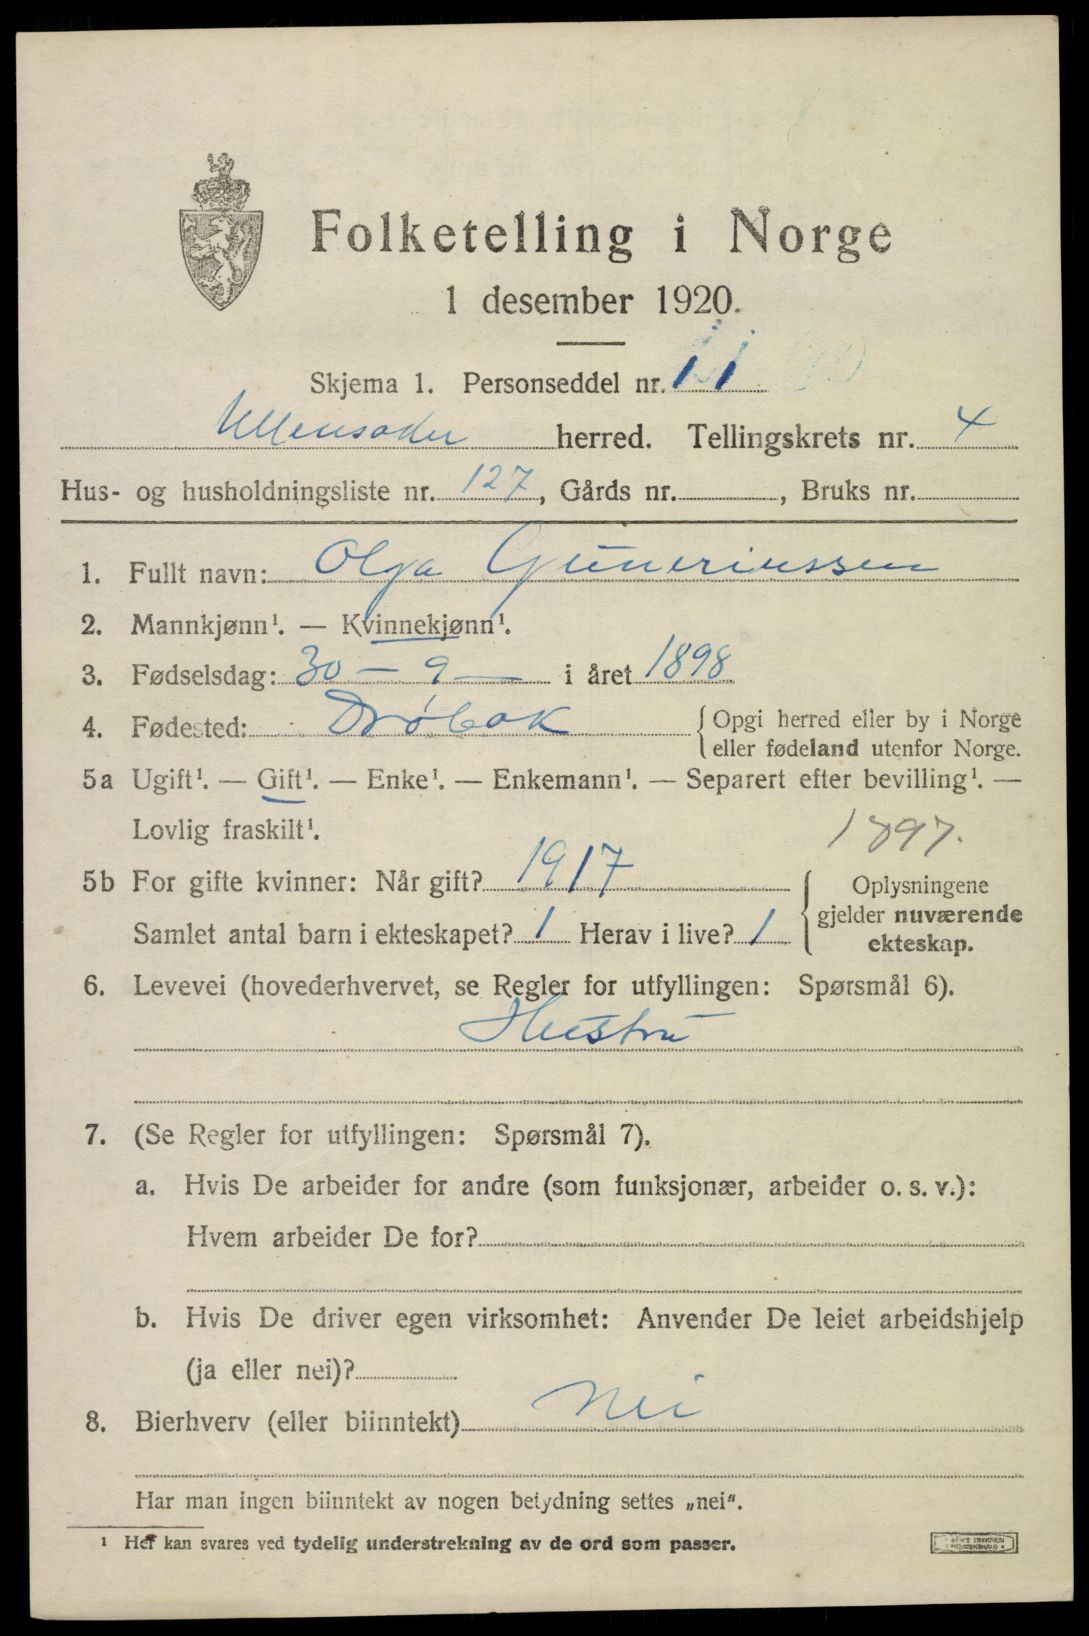 Folketelling i Norge
1 desember 1920.
Skjema 1. Personseddel nr. 11
Ullensaker herred. Tellingskrets nr. 4
Hus- og husholdningsliste nr. 127, Gårds nr. , Bruks nr.
1. Fullt navn: Olga Guneriussen
2. Mannkjønn¹. — Kvinnekjønn¹.
3. Fødselsdag: 30 — 9 — i året 1898
4. Fødested: Drøbak { Opgi herred eller by i Norge
eller fødeland utenfor Norge.
5a Ugift¹. — Gift¹. — Enke¹. — Enkemann¹. — Separert efter bevilling¹. —
Lovlig fraskilt¹. 1897.
5b For gifte kvinner: Når gift? 1917 { Oplysningene
gjelder nuværende
Samlet antal barn i ekteskapet? 1 Herav i live? 1 ekteskap.
6. Levevei (hovederhvervet, se Regler for utfyllingen: Spørsmål 6).
Hustru
7. (Se Regler for utfyllingen: Spørsmål 7).
a. Hvis De arbeider for andre (som funksjonær, arbeider o. s. v.):
Hvem arbeider De for?
b. Hvis De driver egen virksomhet: Anvender De leiet arbeidshjelp
(ja eller nei)?
8. Bierhverv (eller biinntekt) Nei
Har man ingen biinntekt av nogen betydning settes „nei“.
¹ Her kan svares ved tydelig understrekning av de ord som passer.